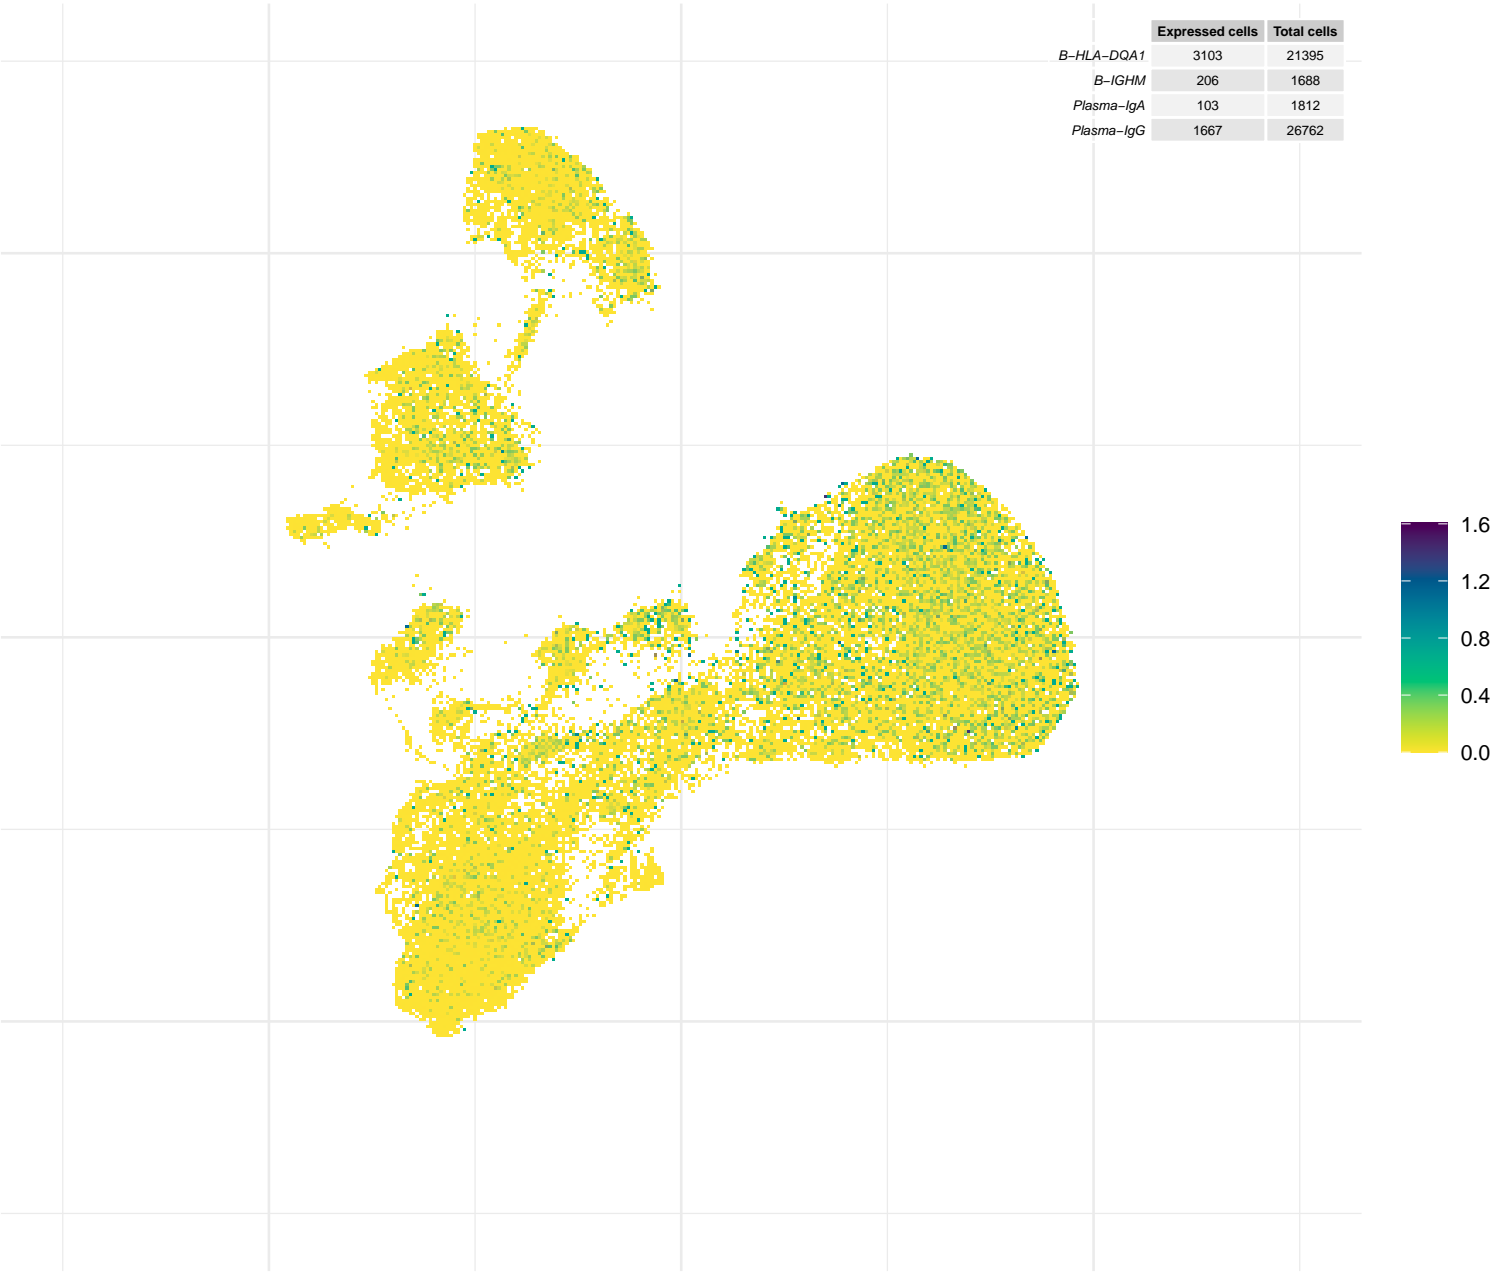 Expressed cells Total cells
B−HLA−DQA1 3103 21395
B−IGHM 206 1688
Plasma−IgA 103 1812
Plasma−IgG 1667 26762
1.6
1.2
0.8
0.4
0.0